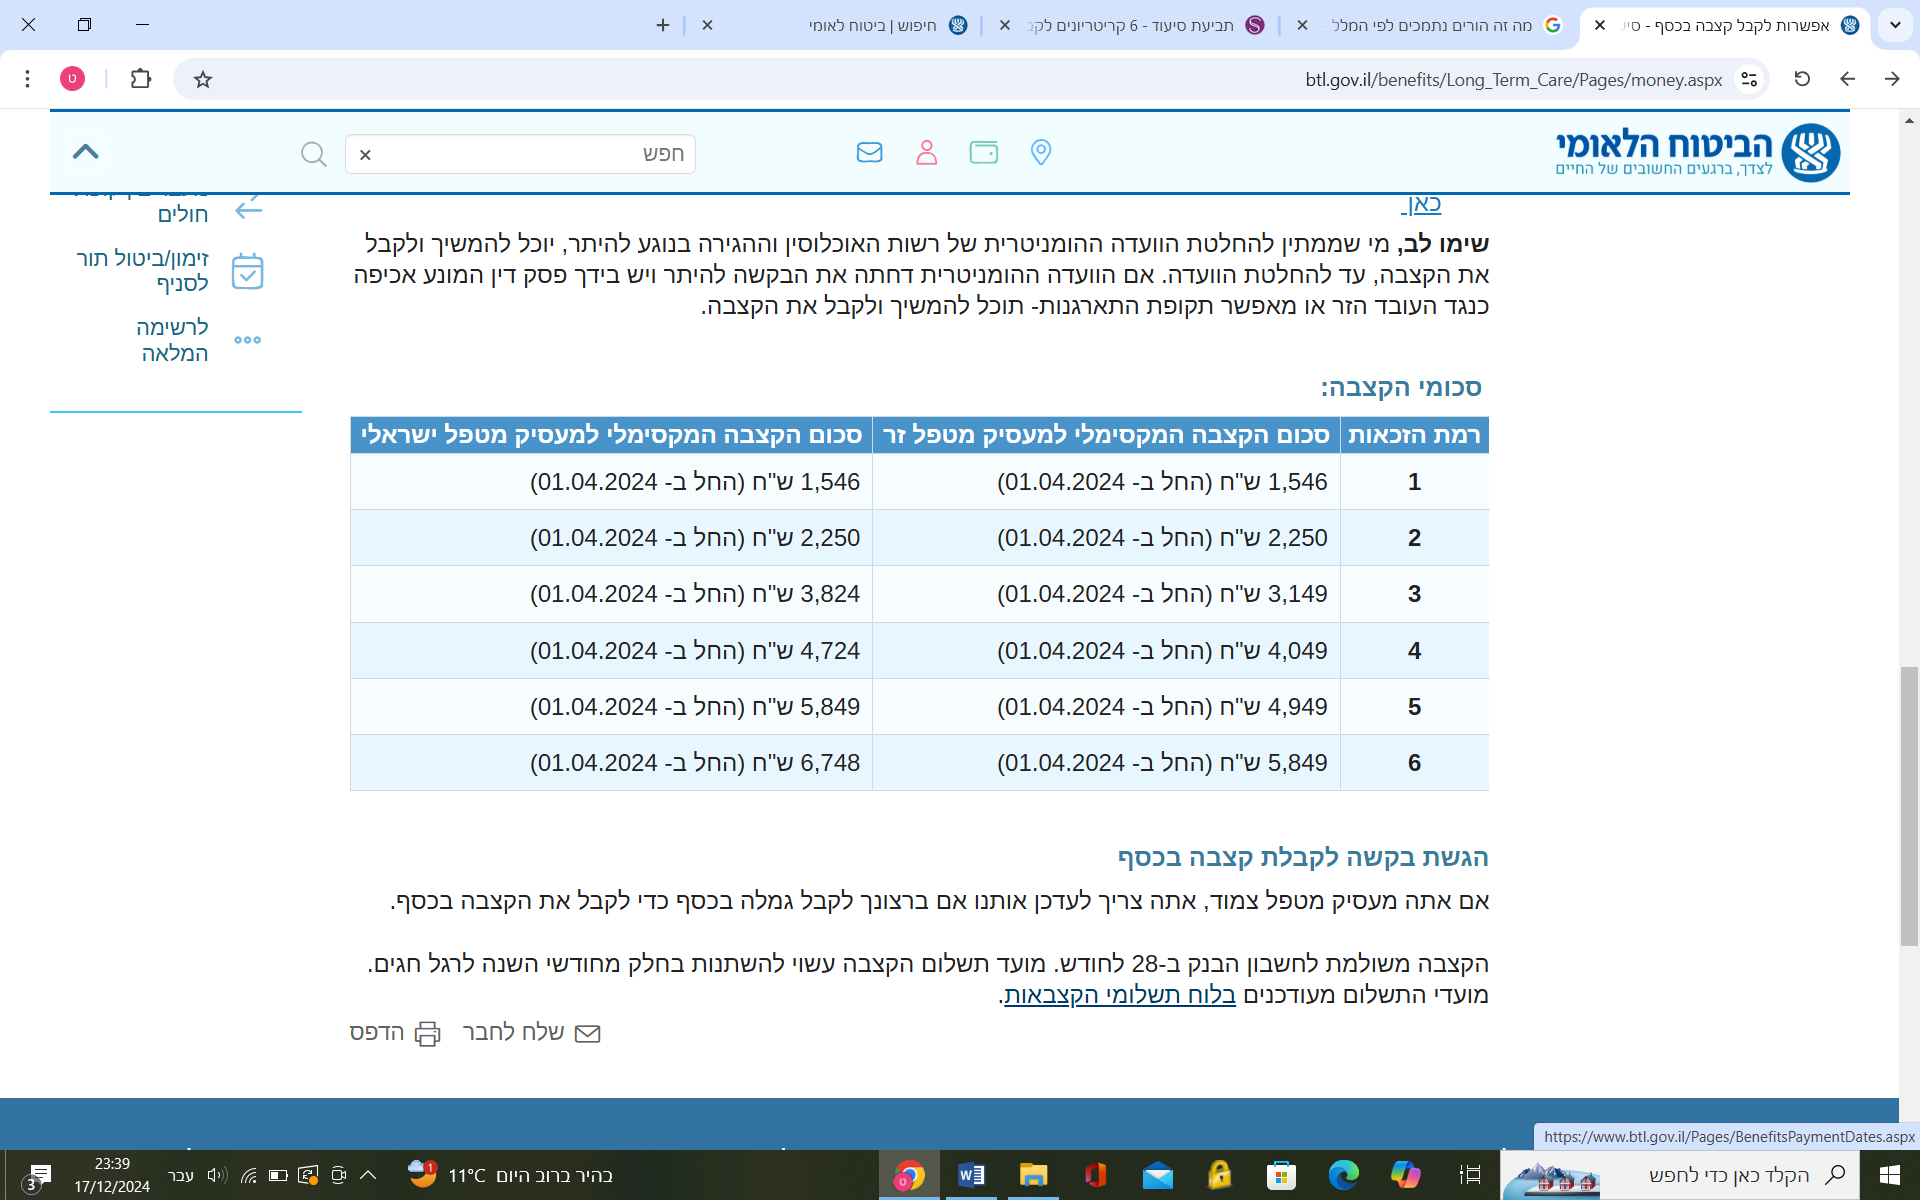 אפשרות לקבל קצבה בכסף - סיע
מה זה הורים נתמכים לפי המלל -
תביעת סיעוד - 6 קריטריונים לקב
חיפוש | ביטוח לאומי
btl.gov.il/benefits/Long_Term_Care/Pages/money.aspx
ט
הביטוח הלאומי
לצדך, ברגעים החשובים של החיים
חפש
כאן
חולים
זימון/ביטול תור
לסניף
לרשימה
המלאה
שימו לב, מי שממתין להחלטת הוועדה ההומניטרית של רשות האוכלוסין וההגירה בנוגע להיתר, יוכל להמשיך ולקבל
את הקצבה, עד להחלטת הוועדה. אם הוועדה ההומניטרית דחתה את הבקשה להיתר ויש בידך פסק דין המונע אכיפה
כנגד העובד הזר או מאפשר תקופת התארגנות- תוכל להמשיך ולקבל את הקצבה.
סכומי הקצבה:
רמת הזכאות סכום הקצבה המקסימלי למעסיק מטפל זר סכום הקצבה המקסימלי למעסיק מטפל ישראלי
1 1,546 ש"ח (החל ב- 01.04.2024) 1,546 ש"ח (החל ב- 01.04.2024)
2 2,250 ש"ח (החל ב- 01.04.2024) 2,250 ש"ח (החל ב- 01.04.2024)
3 3,149 ש"ח (החל ב- 01.04.2024) 3,824 ש"ח (החל ב- 01.04.2024)
4 4,049 ש"ח (החל ב- 01.04.2024) 4,724 ש"ח (החל ב- 01.04.2024)
5 4,949 ש"ח (החל ב- 01.04.2024) 5,849 ש"ח (החל ב- 01.04.2024)
6 5,849 ש"ח (החל ב- 01.04.2024) 6,748 ש"ח (החל ב- 01.04.2024)
הגשת בקשה לקבלת קצבה בכסף
אם אתה מעסיק מטפל צמוד, אתה צריך לעדכן אותנו אם ברצונך לקבל גמלה בכסף כדי לקבל את הקצבה בכסף.
הקצבה משולמת לחשבון הבנק ב-28 לחודש. מועד תשלום הקצבה עשוי להשתנות בחלק מחודשי השנה לרגל חגים.
מועדי התשלום מעודכנים בלוח תשלומי הקצבאות.
שלח לחבר הדפס
https://www.btl.gov.il/Pages/BenefitsPaymentDates.aspx
הקלד כאן כדי לחפש
11°C בהיר ברוב היום
1
עבר
23:39
17/12/2024
3